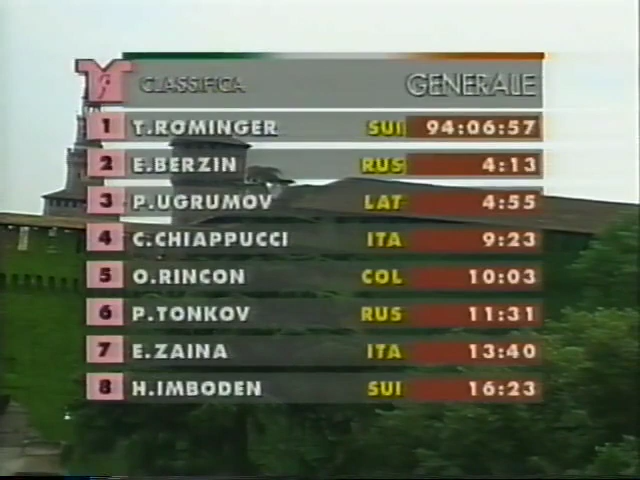 CLASSIFICA GENERALE
1 T.ROMINGER SUI 94:06:57
2 E.BERZIN RUS 4:13
3 P.UGRUMOV LAT 4:55
4 C.CHIAPPUCCI ITA 9:23
5 O.RINCON COL 10:03
6 P.TONKOV RUS 11:31
7 E.ZAINA ITA 13:40
8 H.IMBODEN SUI 16:23